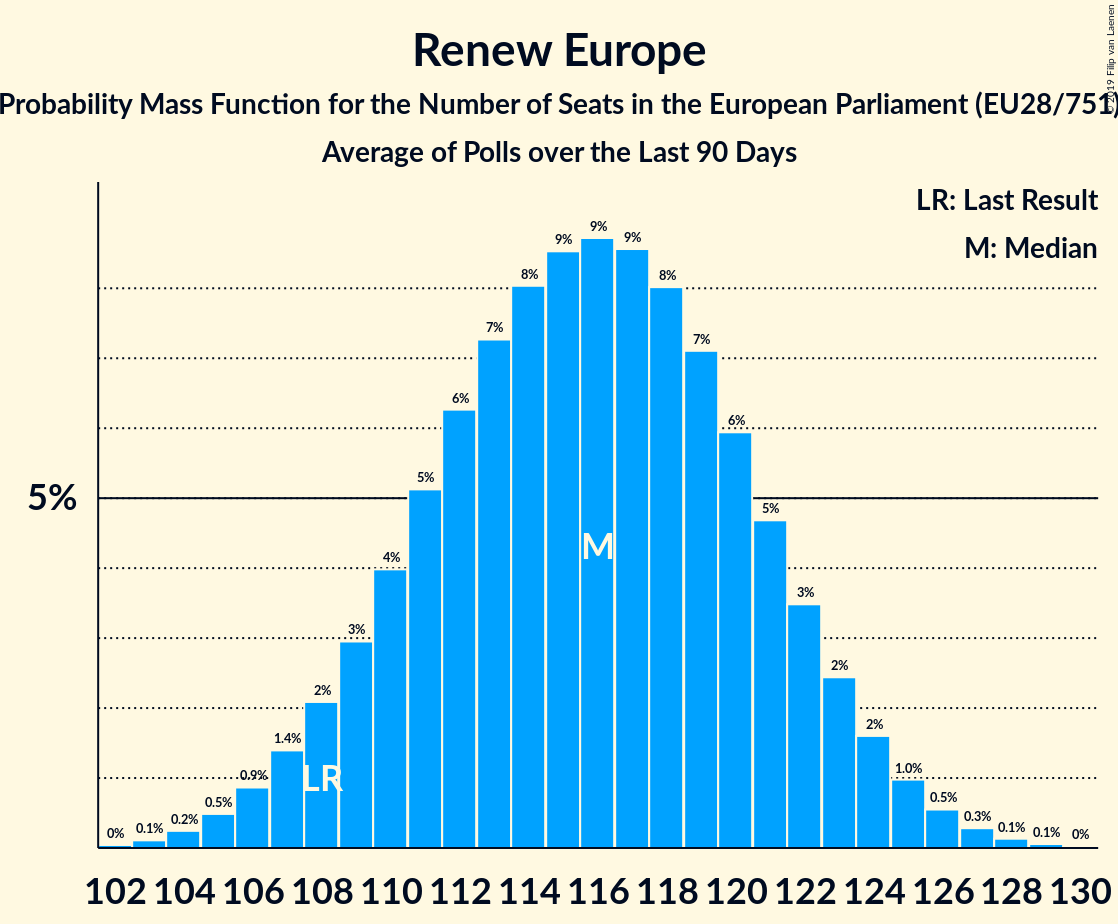 Renew Europe
Probability Mass Function for the Number of Seats in the European Parliament (EU28/751)
Average of Polls over the Last 90 Days
© 2019 Filip van Laenen
LR: Last Result
M: Median
5%
0% 0.1% 0.2% 0.5% 0.9% 1.4% 2% 3% 4% 5% 6% 7% 8% 9% 9% 9% 8% 7% 6% 5% 3% 2% 2% 1.0% 0.5% 0.3% 0.1% 0.1% 0%
M
LR
102 104 106 108 110 112 114 116 118 120 122 124 126 128 130